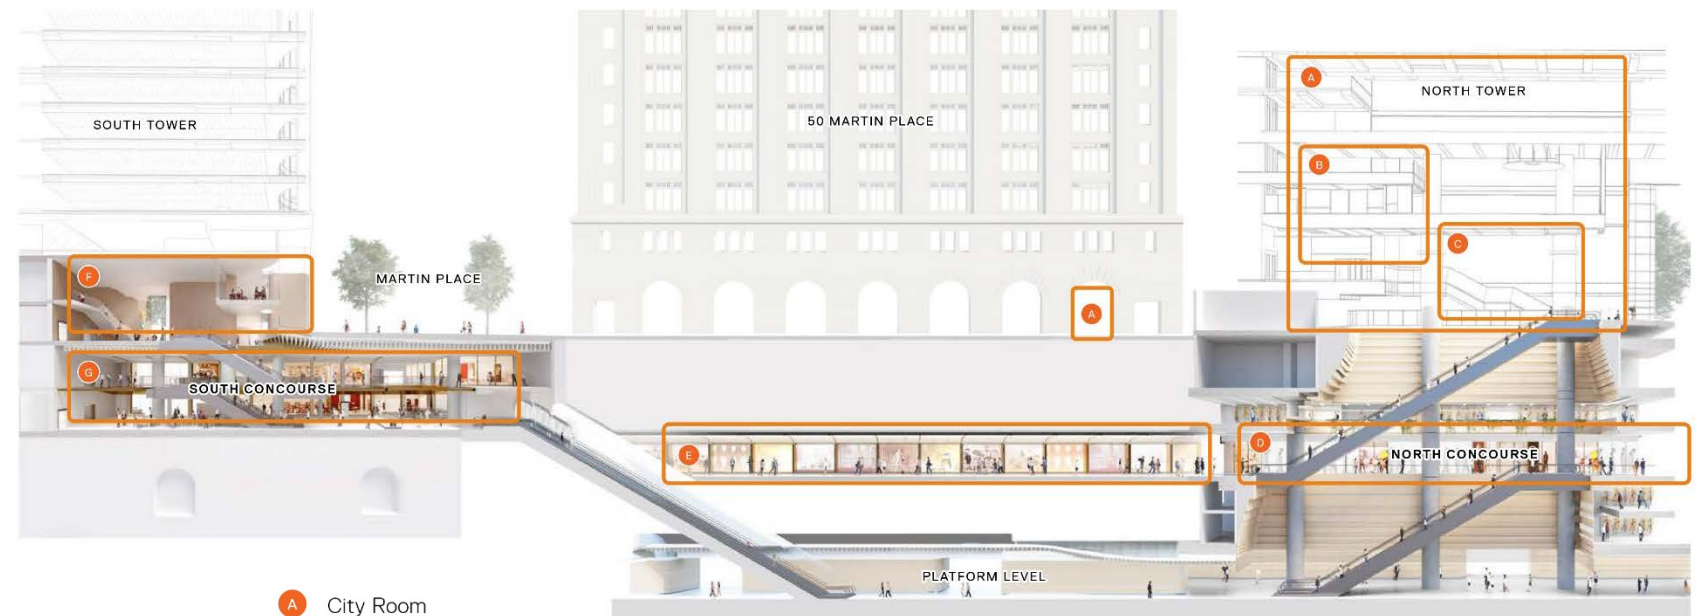 A
NORTH TOWER
SOUTH TOWER
50 MARTIN PLACE
B
C
F
MARTIN PLACE
A
G
SOUTH CONCOURSE
D
E
NORTH CONCOURSE
PLATFORM LEVEL
A City Room